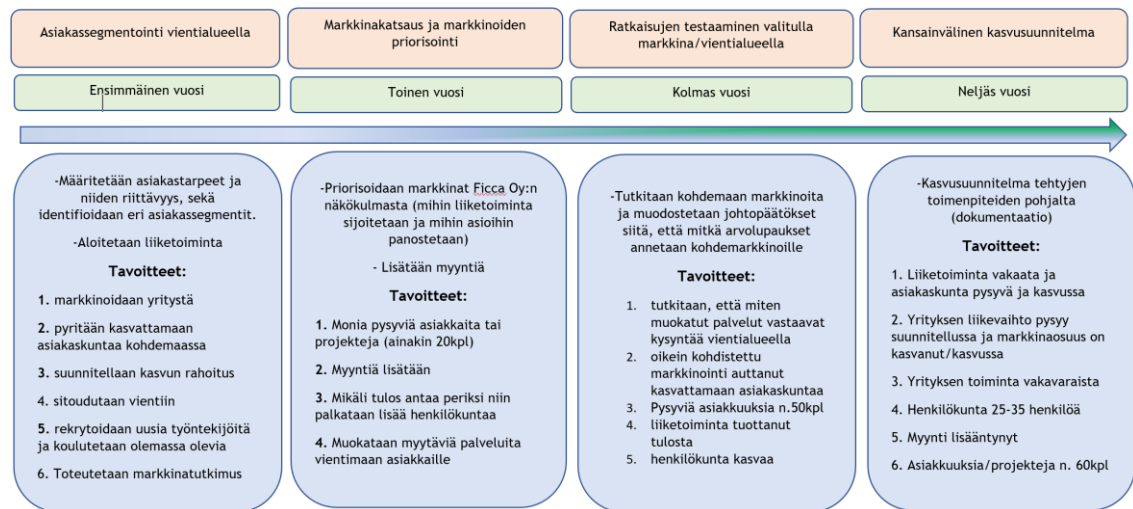 Asiakassegmentointi vientialueella
Markkinakatsaus ja markkinoiden
priorisointi
Ratkaisujen testaaminen valitulla
markkina/vientialueella
Kansainvälinen kasvusuunnitelma
Ensimmäinen vuosi
Toinen vuosi
Kolmas vuosi
Neljäs vuosi
-Määritetään asiakastarpeet ja
niiden riittävyys, sekä
identifioidaan eri asiakassegmentit.
-Aloitetaan liiketoiminta
Tavoitteet:
1. markkinoidaan yritystä
2. pyritään kasvattamaan
asiakaskuntaa kohdemaassa
3. suunnitellaan kasvun rahoitus
4. sitoudutaan vientiin
5. rekrytoidaan uusia työntekijöitä
ja koulutetaan olemassa olevia
6. Toteutetaan markkinatutkimus
-Priorisoidaan markkinat Ficca Oy:n
näkökulmasta (mihin liiketoiminta
sijoitetaan ja mihin asioihin
panostetaan)
- Lisätään myyntiä
Tavoitteet:
1. Monia pysyviä asiakkaita tai
projekteja (ainakin 20kpl)
2. Myyntiä lisätään
3. Mikäli tulos antaa periksi niin
palkataan lisää henkilökuntaa
4. Muokataan myytäviä palveluita
vientimaan asiakkaille
-Tutkitaan kohdemaan markkinoita
ja muodostetaan johtopäätökset
siitä, että mitkä arvolupaukset
annetaan kohdemarkkinoille
Tavoitteet:
1. tutkitaan, että miten
muokatut palvelut vastaavat
kysyntää vientialueella
2. oikein kohdistettu
markkinointi auttanut
kasvattamaan asiakaskuntaa
3. Pysyviä asiakkuuksia n.50kpl
4. liiketoiminta tuottanut
tulosta
5. henkilökunta kasvaa
-Kasvusuunnitelma tehtyjen
toimenpiteiden pohjalta
(dokumentaatio)
Tavoitteet:
1. Liiketoiminta vakaata ja
asiakaskunta pysyvä ja kasvussa
2. Yrityksen liikevaihto pysyy
suunnitellussa ja markkinaosuus on
kasvanut/kasvussa
3. Yrityksen toiminta vakavaraista
4. Henkilökunta 25-35 henkilöä
5. Myynti lisääntynyt
6. Asiakkuuksia/projekteja n. 60kpl